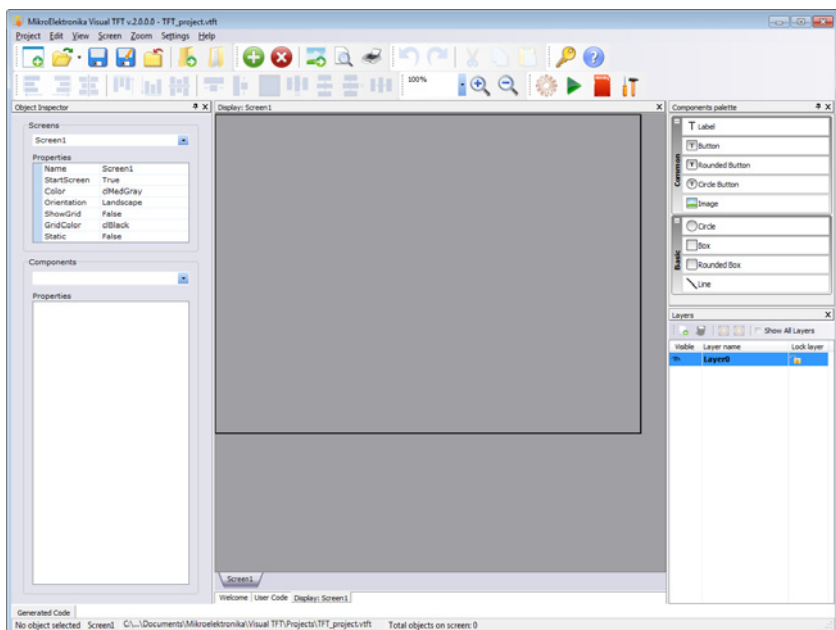 MikroElektronika Visual TFT v.2.0.0.0 - TFT_project.vtft
Project Edit View Screen Zoom Settings Help
100%
Object Inspector
Screens
Screen1
Properties
Name Screen1
StartScreen True
Color clMedGray
Orientation Landscape
ShowGrid False
GridColor clBlack
Static False
Components
Properties
Display: Screen1
Screen1
Welcome User Code Display: Screen1
Components palette
Common
T Label
T Button
T Rounded Button
T Circle Button
Image
Basic
Circle
Box
Rounded Box
Line
Layers
Show All Layers
Visible Layer name Lock layer
Layer0
Generated Code
No object selected Screen1 C:\...\Documents\Mikroelektronika\Visual TFT\Projects\TFT_project.vtft Total objects on screen: 0